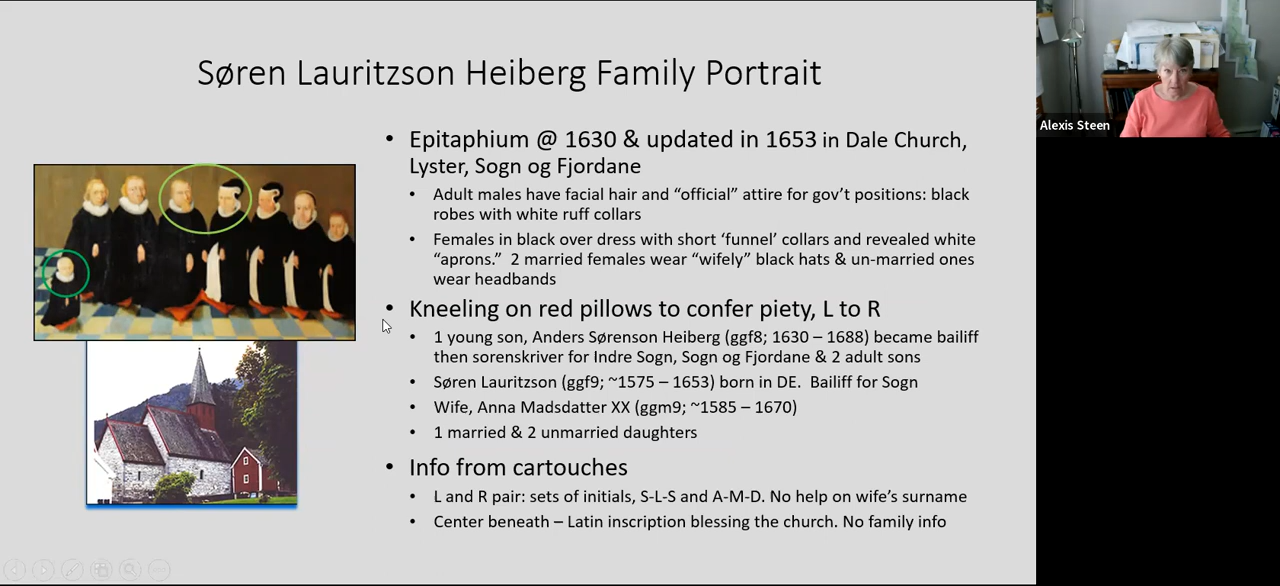 Søren Lauritzson Heiberg Family Portrait
• Epitaphium @ 1630 & updated in 1653 in Dale Church,
Lyster, Sogn og Fjordane
• Adult males have facial hair and “official” attire for gov’t positions: black
robes with white ruff collars
• Females in black over dress with short ‘funnel’ collars and revealed white
“aprons.”  2 married females wear “wifely” black hats & un-married ones
wear headbands
• Kneeling on red pillows to confer piety, L to R
• 1 young son, Anders Sørenson Heiberg (ggf8; 1630 – 1688) became bailiff
then sorenskriver for Indre Sogn, Sogn og Fjordane & 2 adult sons
• Søren Lauritzson (ggf9; ~1575 – 1653) born in DE.  Bailiff for Sogn
• Wife, Anna Madsdatter XX (ggm9; ~1585 – 1670)
• 1 married & 2 unmarried daughters
• Info from cartouches
• L and R pair: sets of initials, S-L-S and A-M-D. No help on wife’s surname
• Center beneath – Latin inscription blessing the church. No family info
Alexis Steen